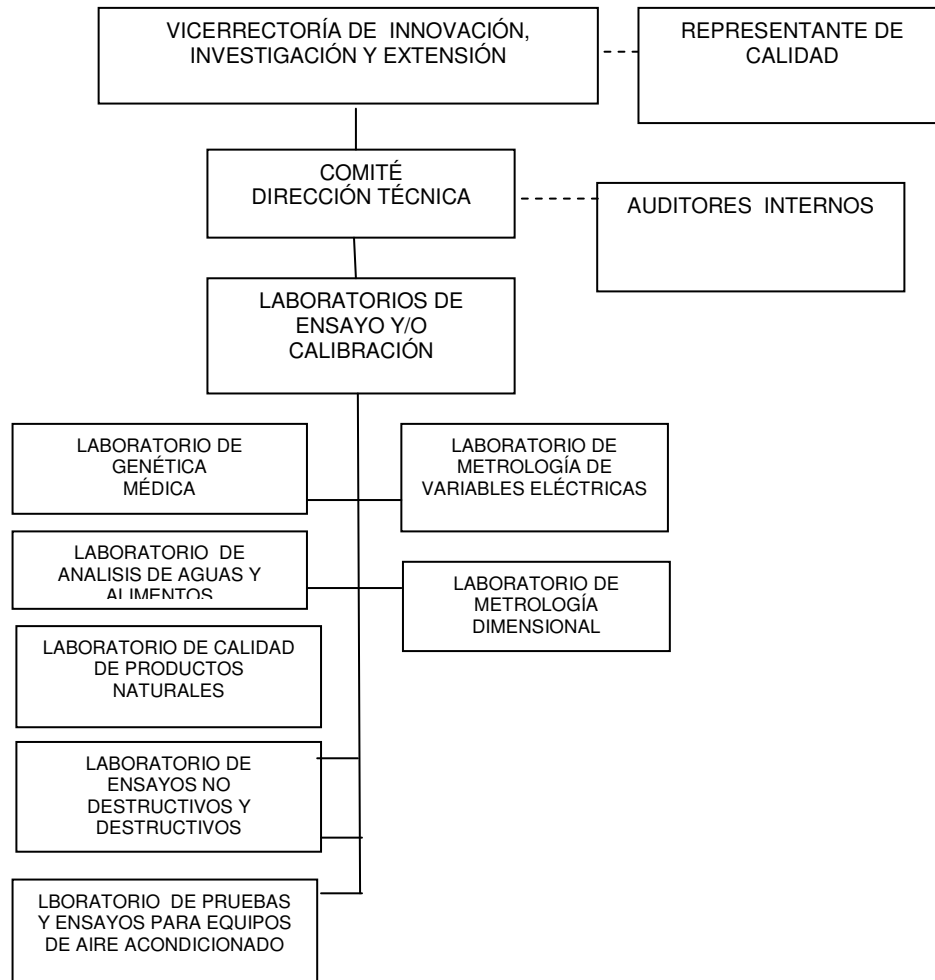 VICERRECTORÍA DE INNOVACIÓN,
INVESTIGACIÓN Y EXTENSIÓN
REPRESENTANTE DE
CALIDAD
COMITÉ
DIRECCIÓN TÉCNICA
AUDITORES INTERNOS
LABORATORIOS DE
ENSAYO Y/O
CALIBRACIÓN
LABORATORIO DE
GENÉTICA
MÉDICA
LABORATORIO DE
METROLOGÍA DE
VARIABLES ELÉCTRICAS
LABORATORIO DE
ANALISIS DE AGUAS Y
ALIMENTOS
LABORATORIO DE
METROLOGÍA
DIMENSIONAL
LABORATORIO DE CALIDAD
DE PRODUCTOS
NATURALES
LABORATORIO DE
ENSAYOS NO
DESTRUCTIVOS Y
DESTRUCTIVOS
LBORATORIO DE PRUEBAS
Y ENSAYOS PARA EQUIPOS
DE AIRE ACONDICIONADO